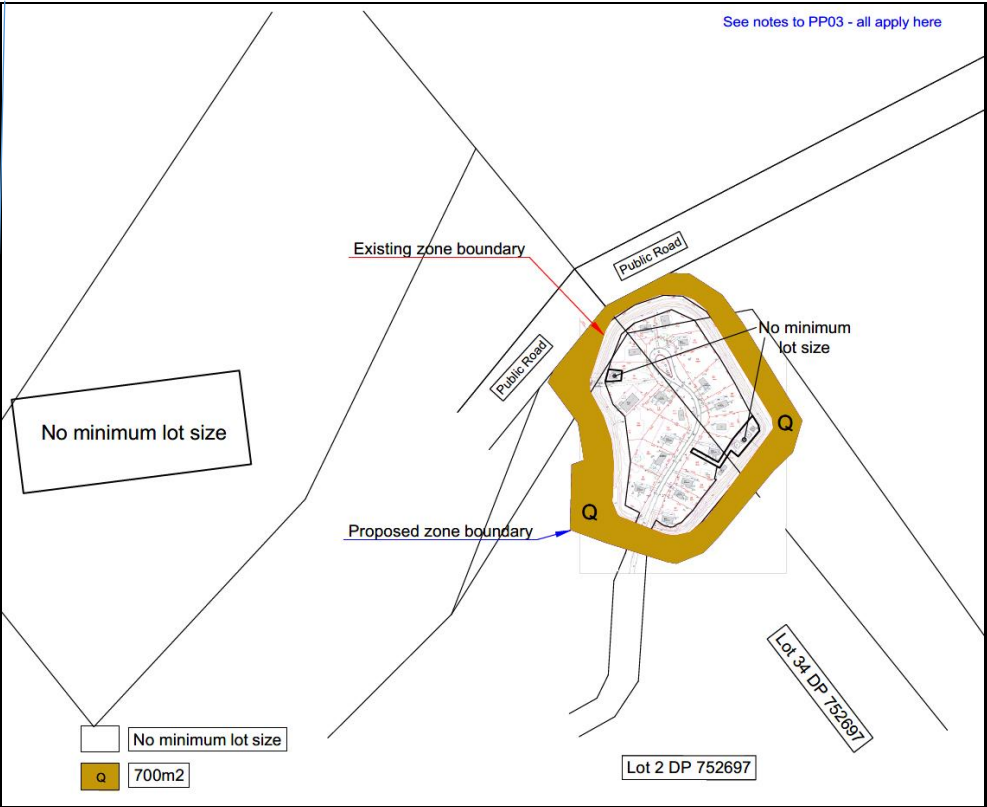 See notes to PP03 - all apply here
Public Road
Existing zone boundary
No minimum
lot size
Public Road
No minimum lot size
Q
Q
Proposed zone boundary
Lot 34 DP 752697
No minimum lot size
Lot 2 DP 752697
Q
700m2